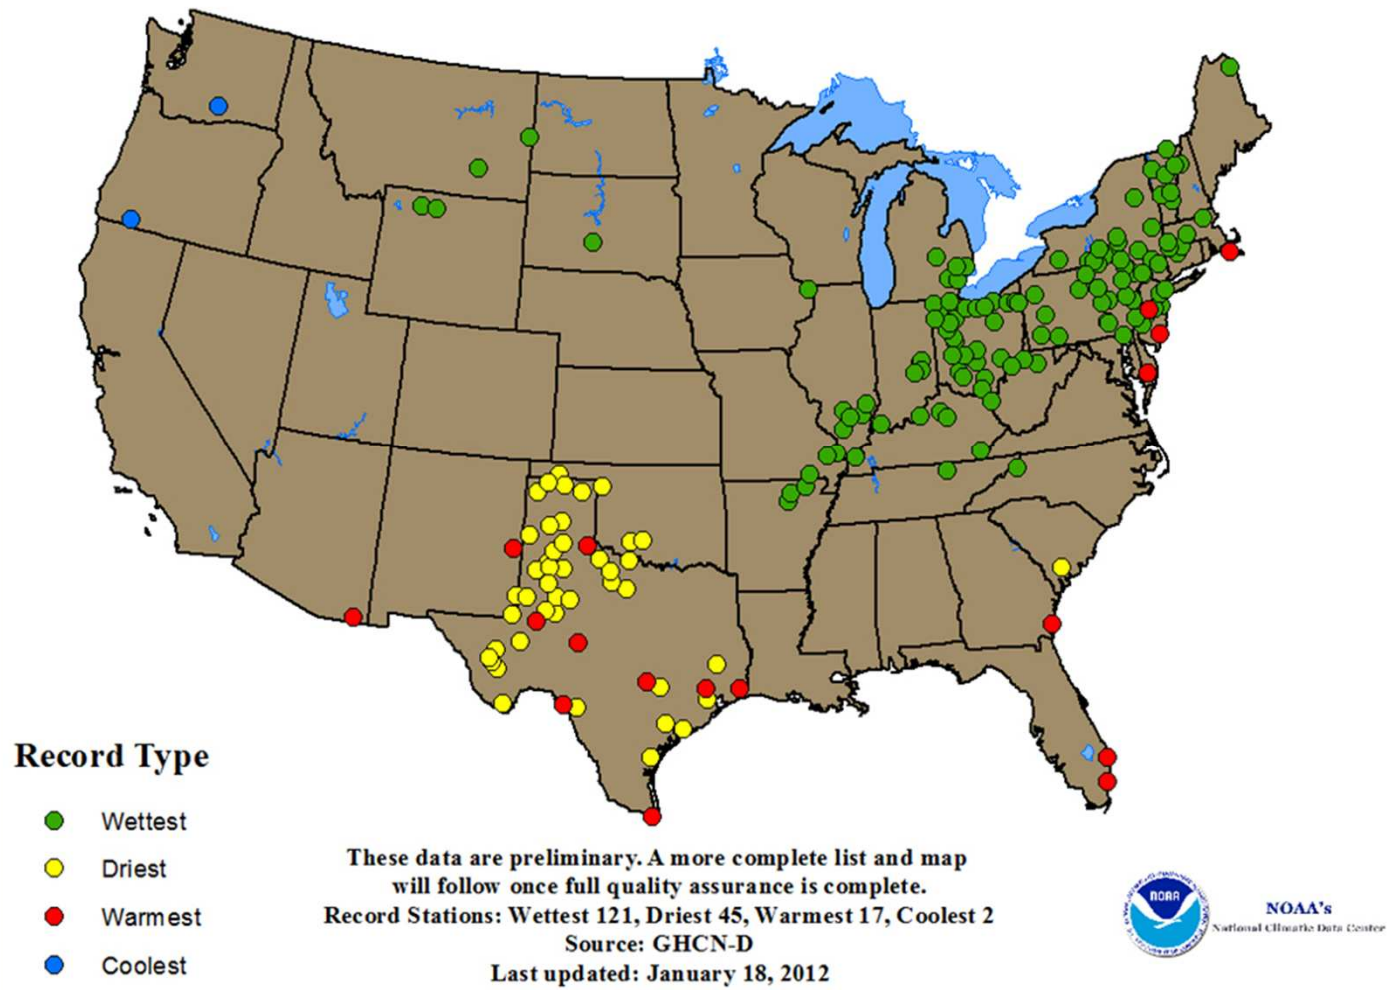 Record Type
Wettest
Driest
Warmest
Coolest
These data are preliminary. A more complete list and map
will follow once full quality assurance is complete.
Record Stations: Wettest 121, Driest 45, Warmest 17, Coolest 2
Source: GHCN-D
Last updated: January 18, 2012
NOAA
NOAA's
National Climatic Data Center